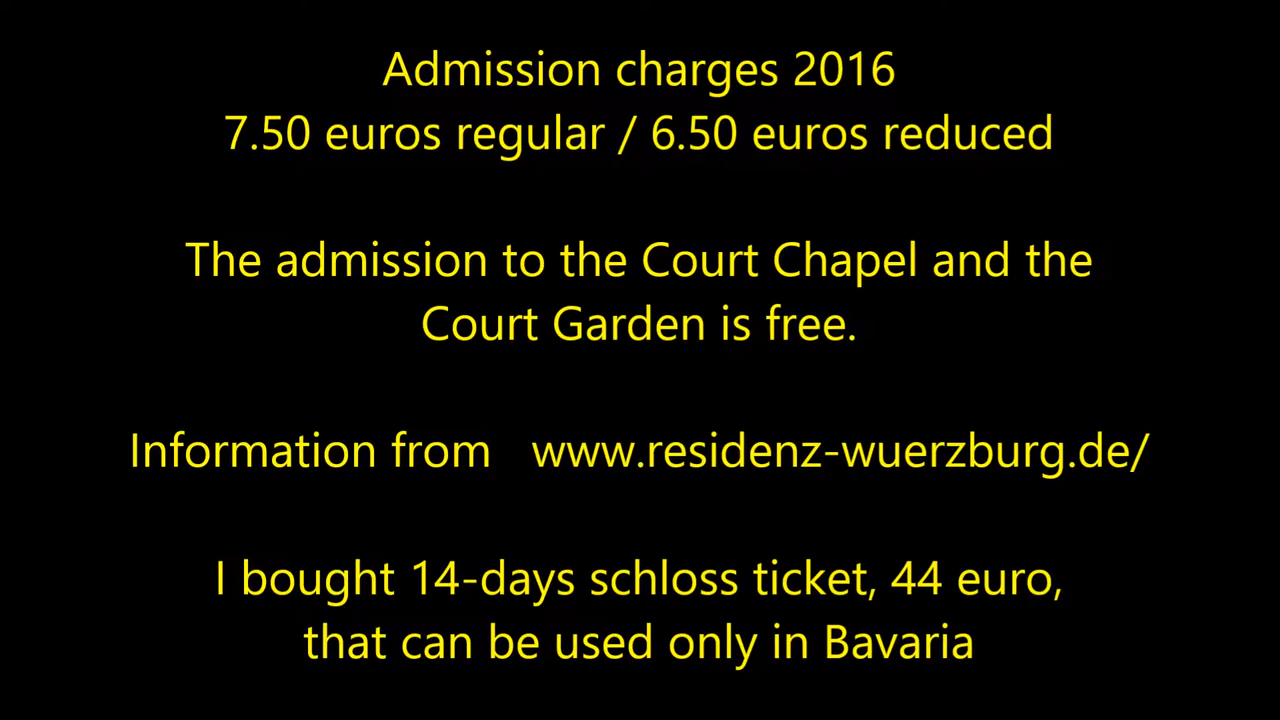 Admission charges 2016
7.50 euros regular / 6.50 euros reduced
The admission to the Court Chapel and the
Court Garden is free.
Information from www.residenz-wuerzburg.de/
I bought 14-days schloss ticket, 44 euro,
that can be used only in Bavaria